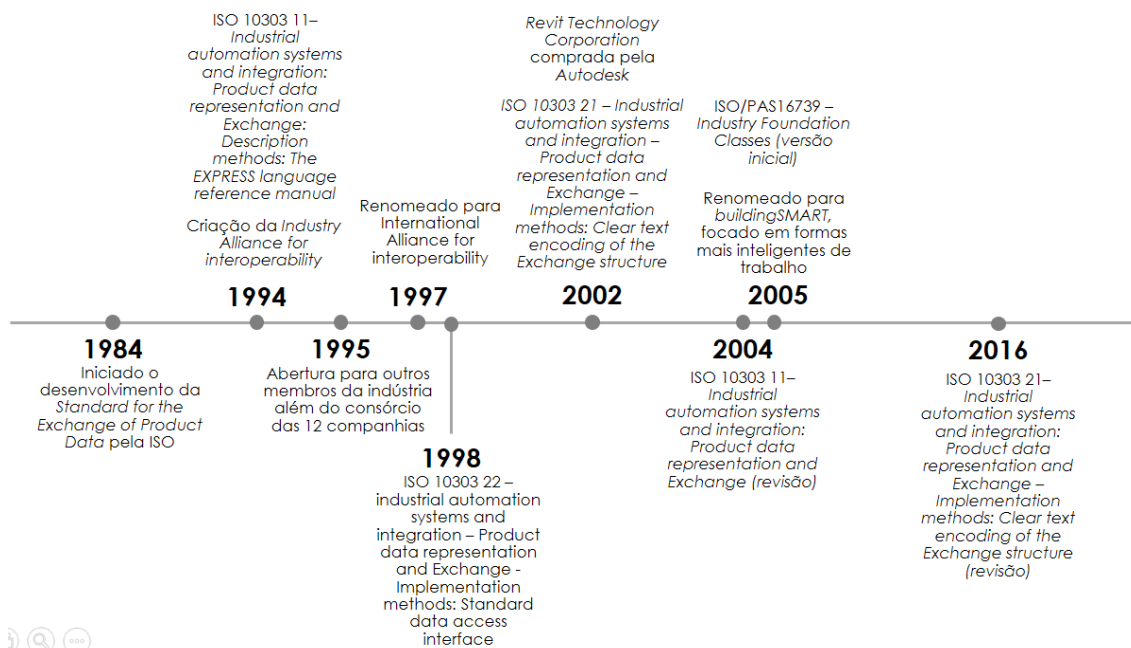 ISO 10303 11–
Industrial
automation systems
and integration:
Product data
representation and
Exchange:
Description
methods: The
EXPRESS language
reference manual
Criação da Industry
Alliance for
interoperability
1994
Renomeado para
International
Alliance for
interoperability
1997
Revit Technology
Corporation
comprada pela
Autodesk
ISO 10303 21 – Industrial
automation systems
and integration –
Product data
representation and
Exchange –
Implementation
methods: Clear text
encoding of the
Exchange structure
2002
ISO/PAS16739 –
Industry Foundation
Classes (versão
inicial)
Renomeado para
buildingSMART,
focado em formas
mais inteligentes de
trabalho
2005
1984
Iniciado o
desenvolvimento da
Standard for the
Exchange of Product
Data pela ISO
1995
Abertura para outros
membros da indústria
além do consórcio
das 12 companhias
1998
ISO 10303 22 –
industrial automation
systems and
integration – Product
data representation
and Exchange -
Implementation
methods: Standard
data access
interface
2004
ISO 10303 11–
Industrial
automation systems
and integration:
Product data
representation and
Exchange (revisão)
2016
ISO 10303 21–
Industrial
automation systems
and integration:
Product data
representation and
Exchange –
Implementation
methods: Clear text
encoding of the
Exchange structure
(revisão)